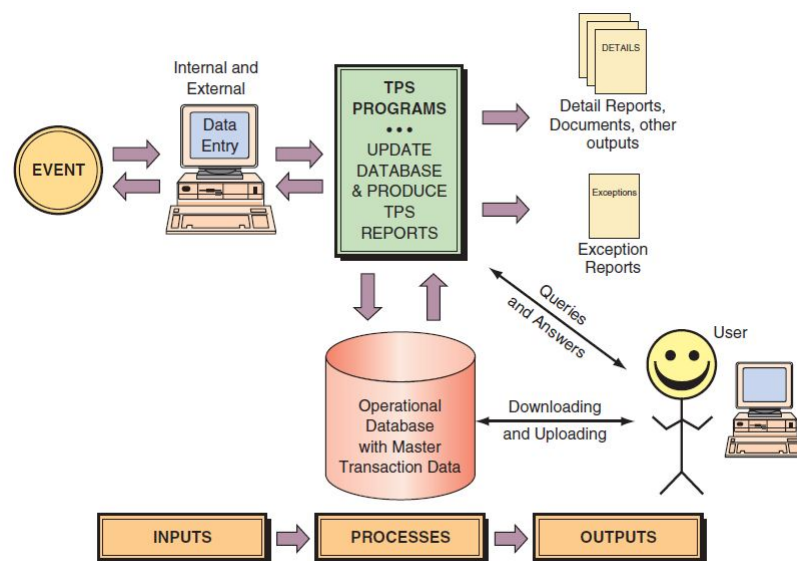 Internal and
External
EVENT
Data
Entry
TPS
PROGRAMS
•••
UPDATE
DATABASE
& PRODUCE
TPS
REPORTS
DETAILS
Detail Reports,
Documents, other
outputs
Exceptions
Exception
Reports
Queries
and Answers
User
Operational
Database
with Master
Transaction Data
Downloading
and Uploading
INPUTS
PROCESSES
OUTPUTS